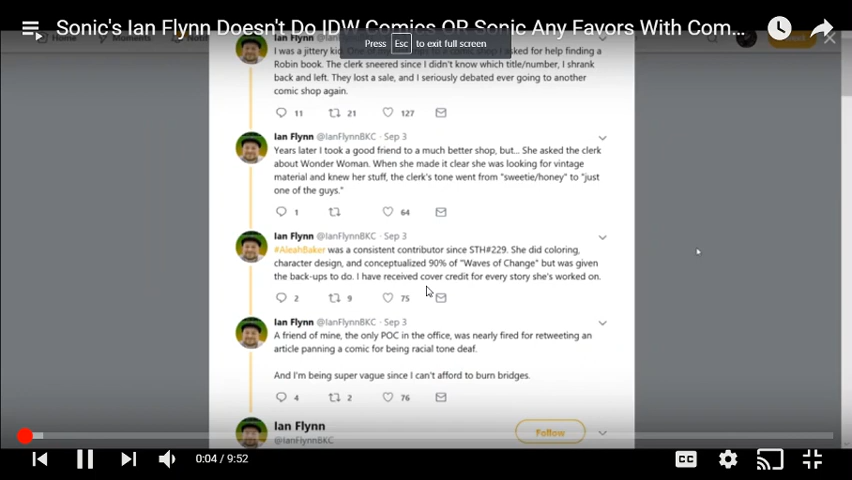 Sonic's Ian Flynn Doesn't Do IDW Comics OR Sonic Any Favors With Com...
Press Esc to exit full screen
I was a jittery kid. One of my first trips to a comic shop I asked for help finding a
Robin book. The clerk sneered since I didn't know which title/number, I shrank
back and left. They lost a sale, and I seriously debated ever going to another
comic shop again.
11 21 127
Ian Flynn @IanFlynnBKC · Sep 3
Years later I took a good friend to a much better shop, but... She asked the clerk
about Wonder Woman. When she made it clear she was looking for vintage
material and knew her stuff, the clerk's tone went from "sweetie/honey" to "just
one of the guys."
1 64
Ian Flynn @IanFlynnBKC · Sep 3
#AleahBaker was a consistent contributor since STH#229. She did coloring,
character design, and conceptualized 90% of "Waves of Change" but was given
the back-ups to do. I have received cover credit for every story she's worked on.
2 9 75
Ian Flynn @IanFlynnBKC · Sep 3
A friend of mine, the only POC in the office, was nearly fired for retweeting an
article panning a comic for being racial tone deaf.
And I'm being super vague since I can't afford to burn bridges.
4 2 76
Ian Flynn
@IanFlynnBKC
Follow
0:04 / 9:52
CC